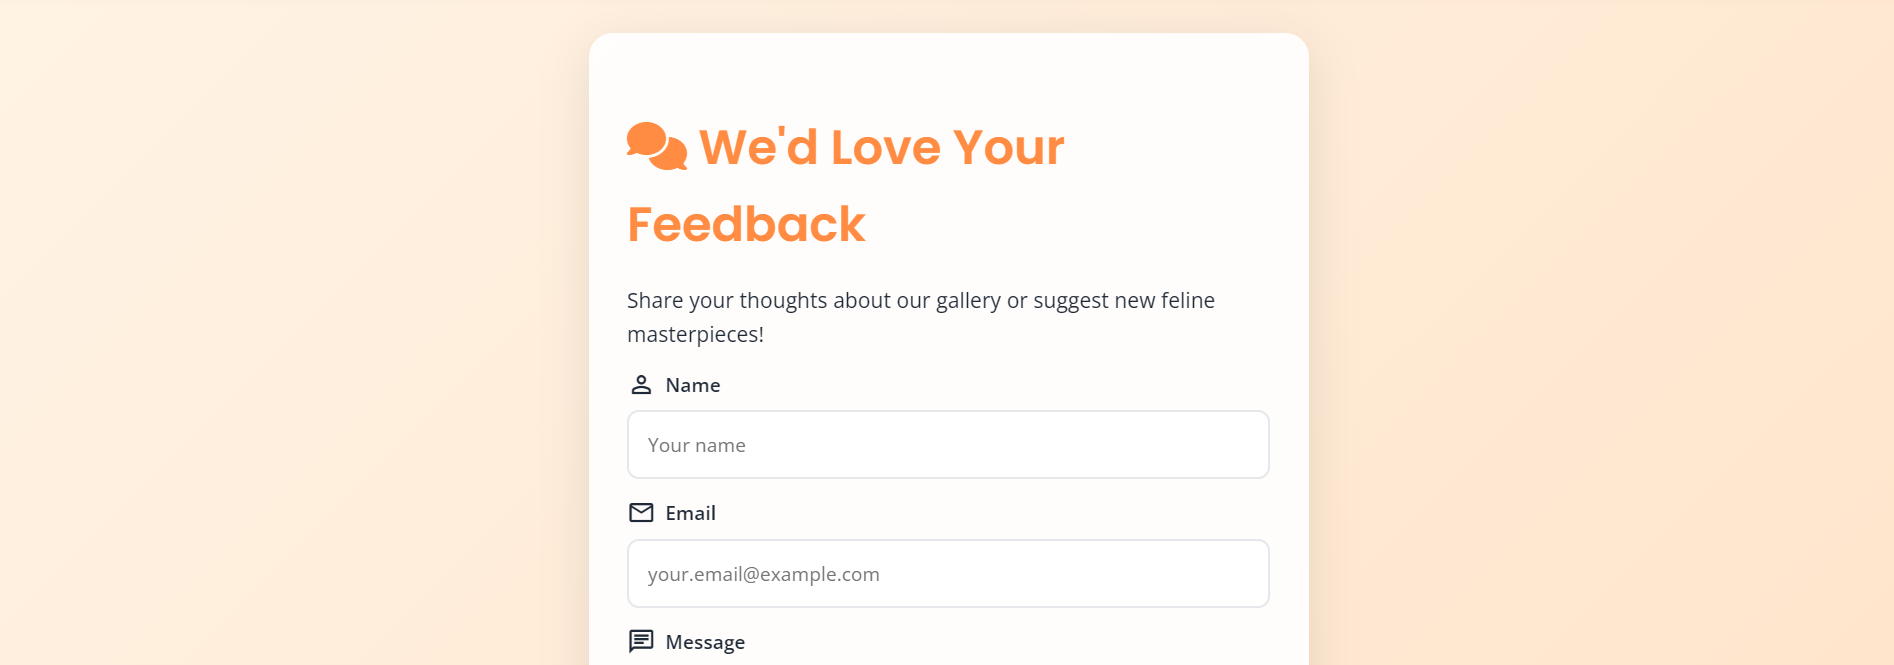 We'd Love Your
Feedback
Share your thoughts about our gallery or suggest new feline
masterpieces!
Name
Your name
Email
your.email@example.com
Message